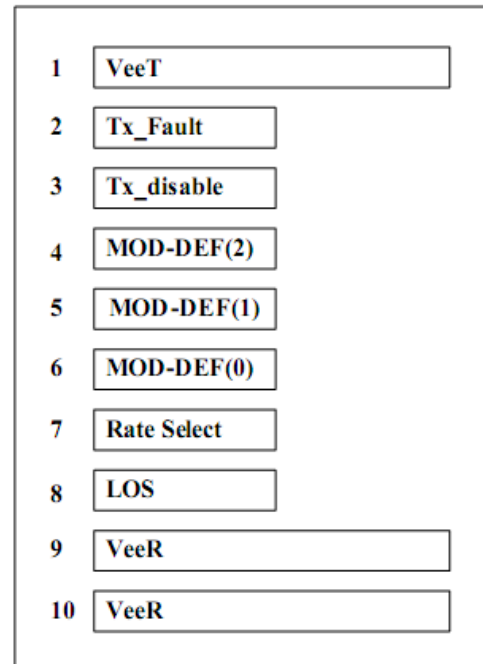 1 VeeT
2 Tx_Fault
3 Tx_disable
4 MOD-DEF(2)
5 MOD-DEF(1)
6 MOD-DEF(0)
7 Rate Select
8 LOS
9 VeeR
10 VeeR